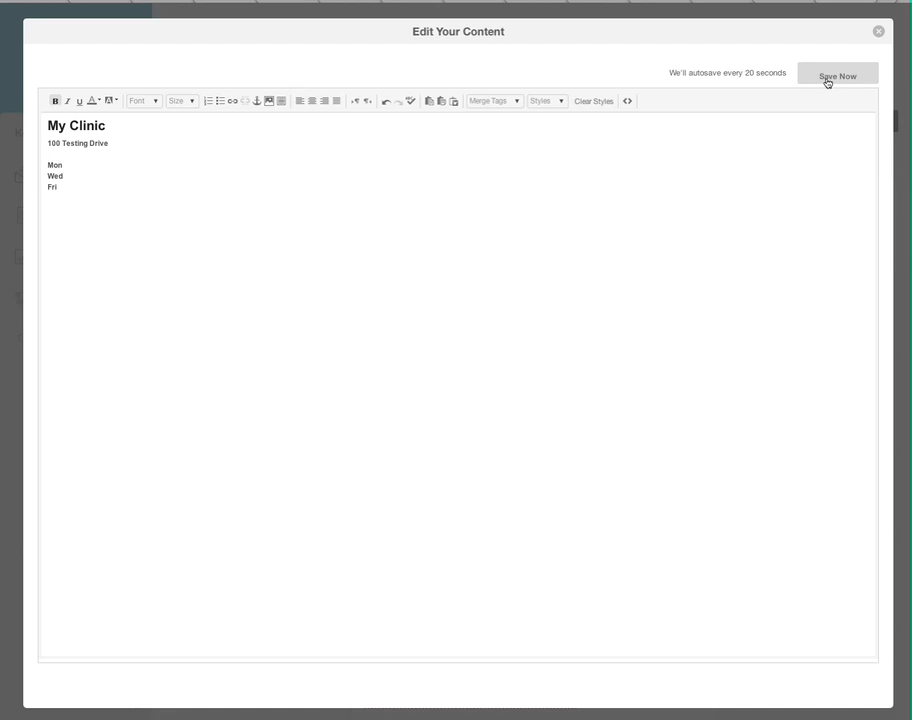 Edit Your Content
We'll autosave every 20 seconds
Save Now
B I U A A Font Size Merge Tags Styles Clear Styles
My Clinic
100 Testing Drive
Mon
Wed
Fri